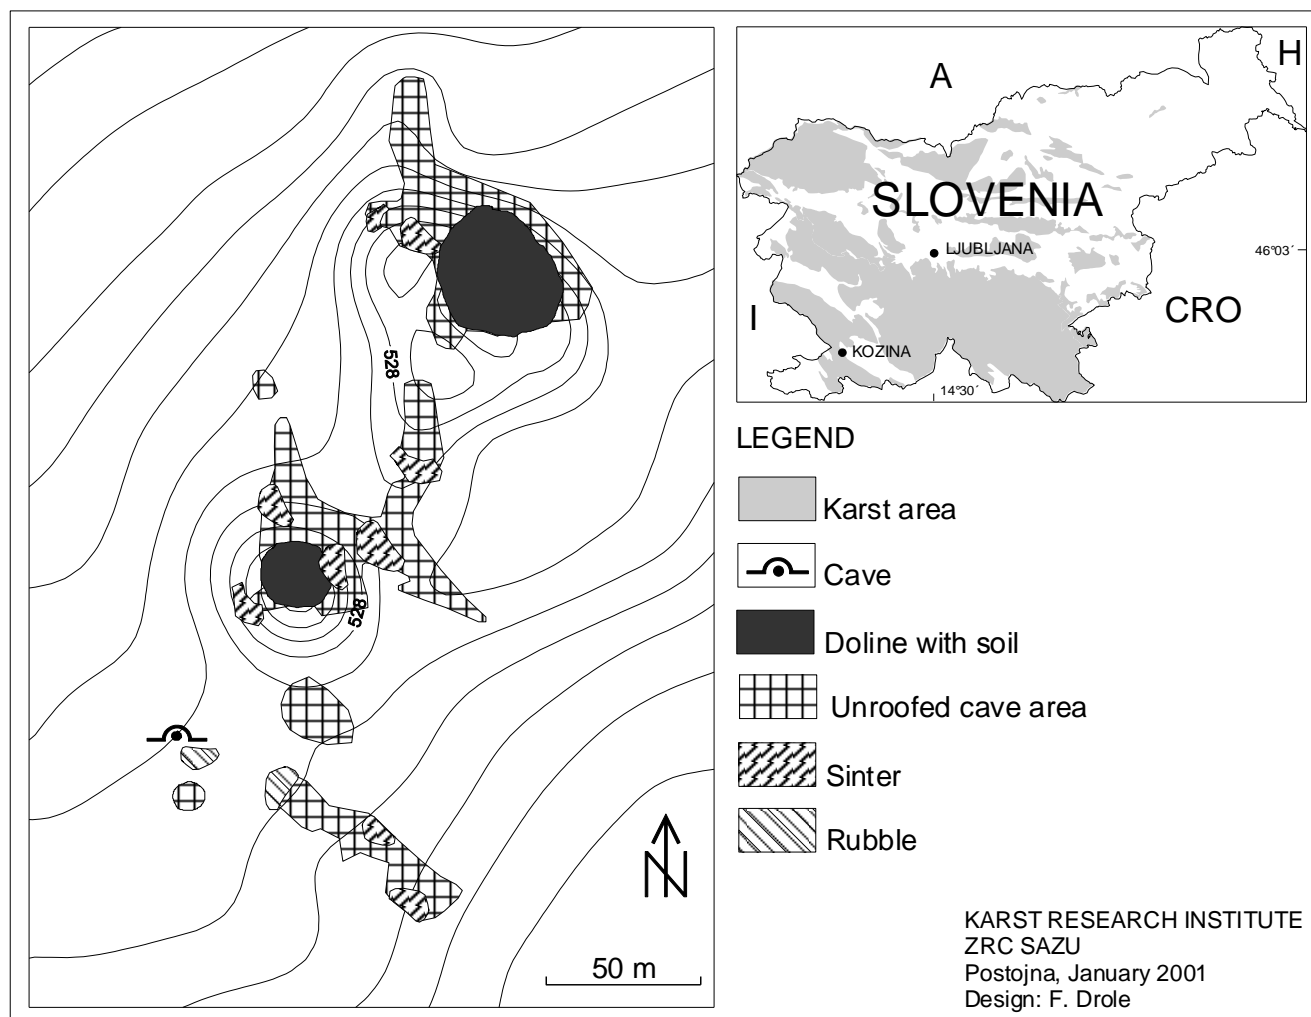 528
528
50 m
N
A
H
SLOVENIA
LJUBLJANA
46°03´
I
CRO
KOZINA
14°30´
LEGEND
Karst area
Cave
Doline with soil
Unroofed cave area
Sinter
Rubble
KARST RESEARCH INSTITUTE
ZRC SAZU
Postojna, January 2001
Design: F. Drole